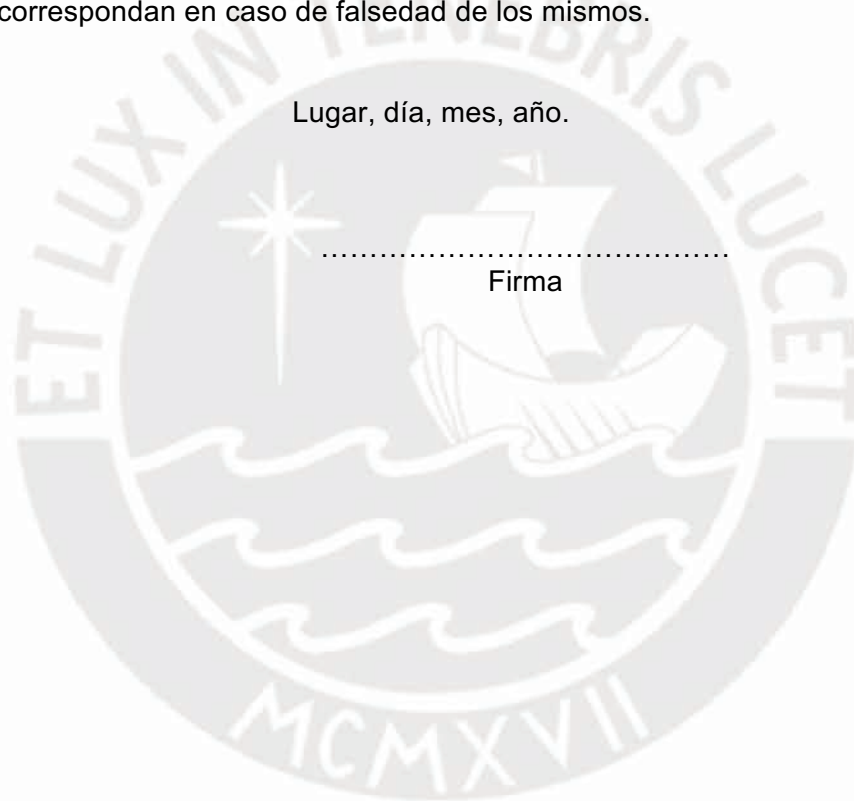 correspondan en caso de falsedad de los mismos.
Lugar, día, mes, año.
……………………………………
Firma
ET LUX IN TENEBRIS LUCET
MCMXVII